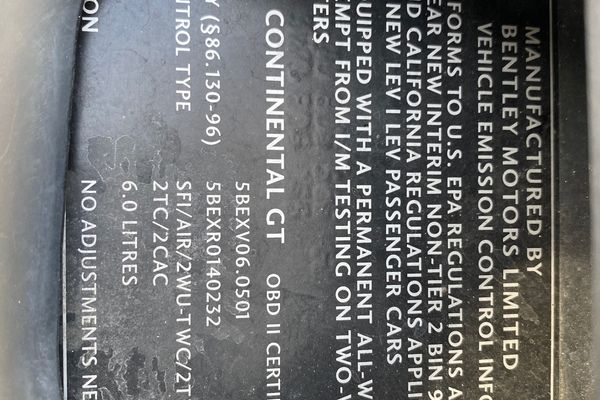 MANUFACTURED BY
BENTLEY MOTORS LIMITED
VEHICLE EMISSION CONTROL INFO
FORMS TO U.S. EPA REGULATIONS A
EAR NEW INTERIM NON-TIER 2 BIN 9
ND CALIFORNIA REGULATIONS APPLI
NEW LEV I LEV PASSENGER CARS
QUIPPED WITH A PERMANENT ALL-W
EMPT FROM I/M TESTING ON TWO-W
TERS
CONTINENTAL GT OBD II CERTI
5BEXV06.0501
Y (§86.130-96) 5BEXR0140232
NTROL TYPE SFI/AIR/2WU-TWC/2T
2TC/2CAC
6.0 LITRES
ON NO ADJUSTMENTS NE